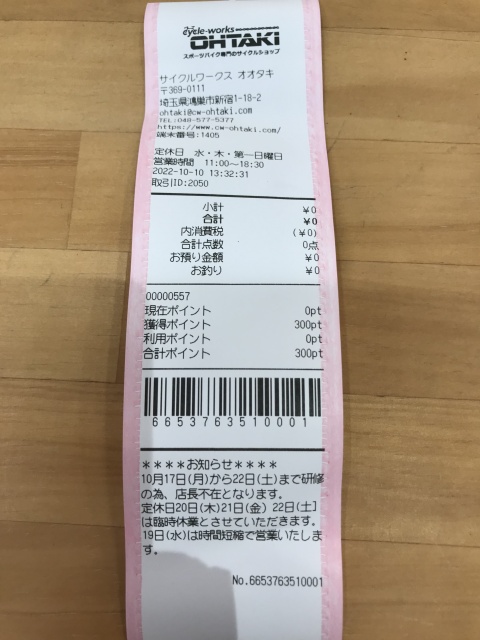 cycle-works
OHTAKI
スポーツバイク専門のサイクルショップ
サイクルワークス オオタキ
〒369-0111
埼玉県鴻巣市新宿1-18-2
ohtaki@cw-ohtaki.com
TEL:048-577-5377
https://www.cw-ohtaki.com/
端末番号:1405
定休日 水・木・第一日曜日
営業時間 11:00～18:30
2022-10-10 13:32:31
取引ID:2050
小計 ¥0
合計 ¥0
内消費税 (¥0)
合計点数 0点
お預り金額 ¥0
お釣り ¥0
00000557
現在ポイント 0pt
獲得ポイント 300pt
利用ポイント 0pt
合計ポイント 300pt
6653763510001
＊＊＊＊お知らせ＊＊＊＊
10月17日(月)から22日(土)まで研修
の為、店長不在となります。
定休日20日(木)21日(金) 22日(土]
は臨時休業とさせていただきます。
19日(水)は時間短縮で営業いたしま
す。
No.6653763510001